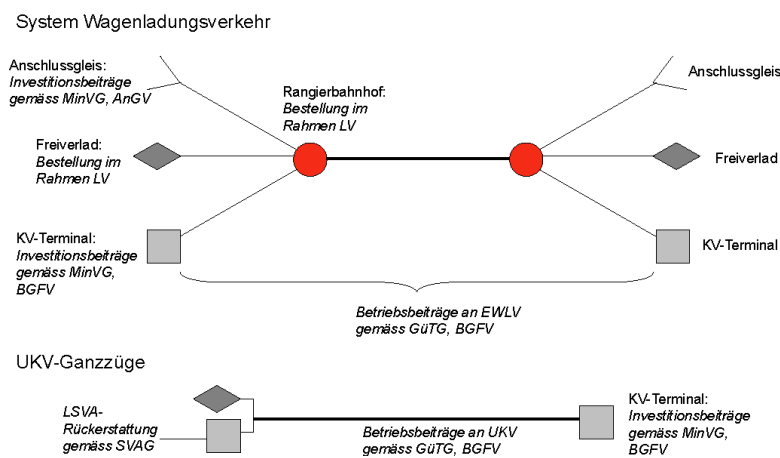 System Wagenladungsverkehr
Anschlussgleis:
Investitionsbeiträge
gemäss MinVG, AnGV
Rangierbahnhof:
Bestellung im
Rahmen LV
Anschlussgleis
Freiverlad:
Bestellung im
Rahmen LV
Freiverlad
KV-Terminal:
Investitionsbeiträge
gemäss MinVG,
BGFV
KV-Terminal
Betriebsbeiträge an EWLV
gemäss GüTG, BGFV
UKV-Ganzzüge
LSVA-
Rückerstattung
gemäss SVAG
Betriebsbeiträge an UKV
gemäss GüTG, BGFV
KV-Terminal:
Investitionsbeiträge
gemäss MinVG,
BGFV